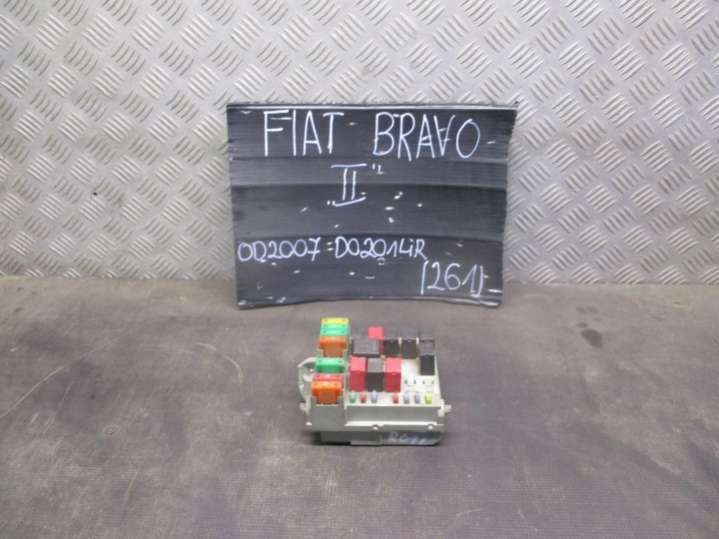 FIAT BRAVO
"II"
OD2007-DO2014R
(261)